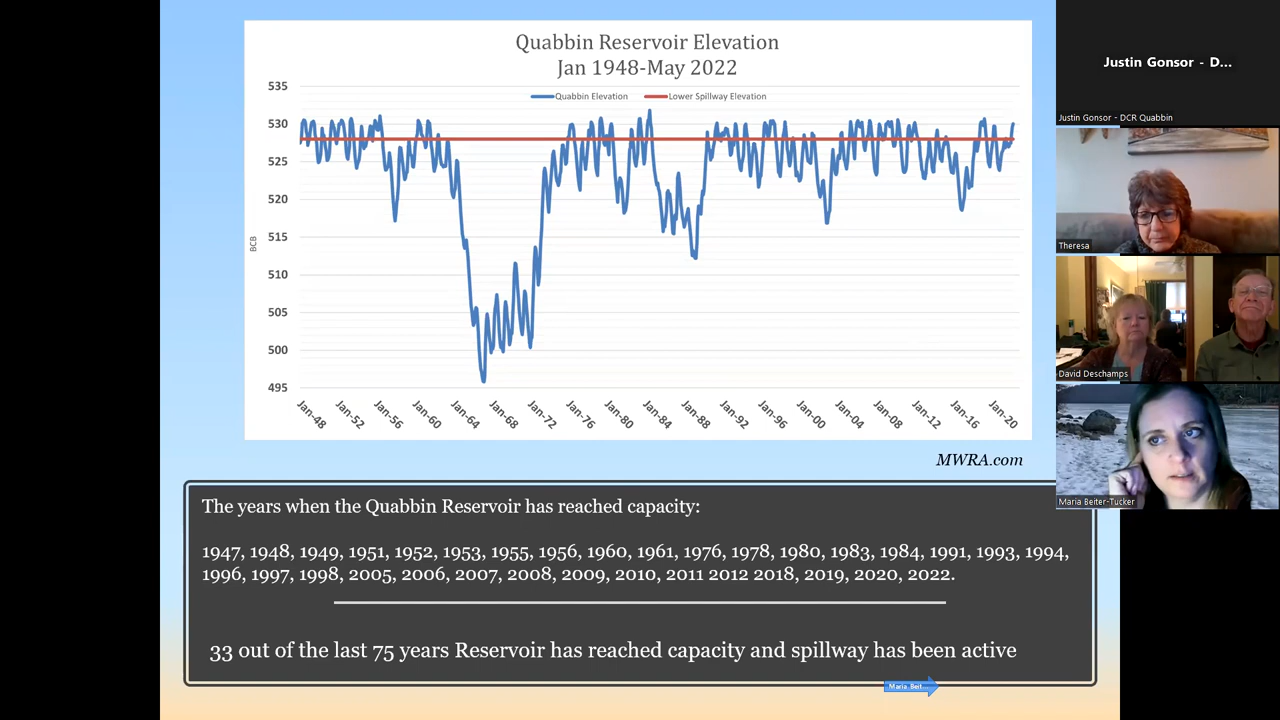 Quabbin Reservoir Elevation
Jan 1948-May 2022
Quabbin Elevation
Lower Spillway Elevation
535
530
525
520
515
510
505
500
495
BCB
Jan-48
Jan-52
Jan-56
Jan-60
Jan-64
Jan-68
Jan-72
Jan-76
Jan-80
Jan-84
Jan-88
Jan-92
Jan-96
Jan-00
Jan-04
Jan-08
Jan-12
Jan-16
Jan-20
MWRA.com
The years when the Quabbin Reservoir has reached capacity:
1947, 1948, 1949, 1951, 1952, 1953, 1955, 1956, 1960, 1961, 1976, 1978, 1980, 1983, 1984, 1991, 1993, 1994,
1996, 1997, 1998, 2005, 2006, 2007, 2008, 2009, 2010, 2011 2012 2018, 2019, 2020, 2022.
33 out of the last 75 years Reservoir has reached capacity and spillway has been active
Maria Beit...
Justin Gonsor - D...
Justin Gonsor - DCR Quabbin
Theresa
David Deschamps
Maria Beiter-Tucker